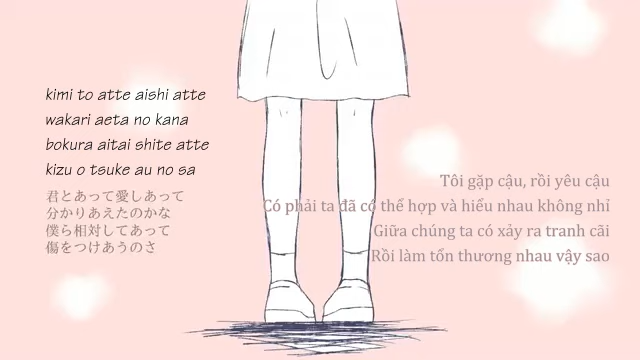 kimi to atte aishi atte
wakari aeta no kana
bokura aitai shite atte
kizu o tsuke au no sa
君とあって愛しあって
分かりあえたのかな
僕ら相対してあって
傷をつけあうのさ
Tôi gặp cậu, rồi yêu cậu
Có phải ta đã có thể hợp và hiểu nhau không nhỉ
Giữa chúng ta có xảy ra tranh cãi
Rồi làm tổn thương nhau vậy sao